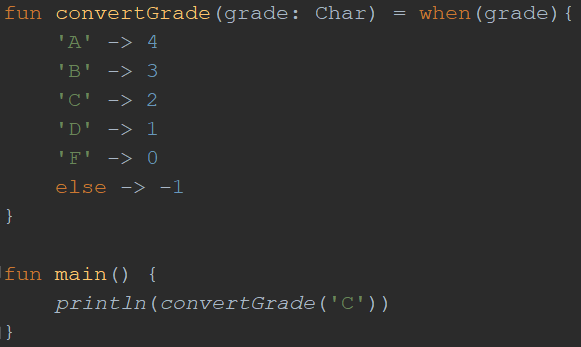 fun convertGrade(grade: Char) = when(grade){
    'A' -> 4
    'B' -> 3
    'C' -> 2
    'D' -> 1
    'F' -> 0
    else -> -1
}

fun main() {
    println(convertGrade('C'))
}